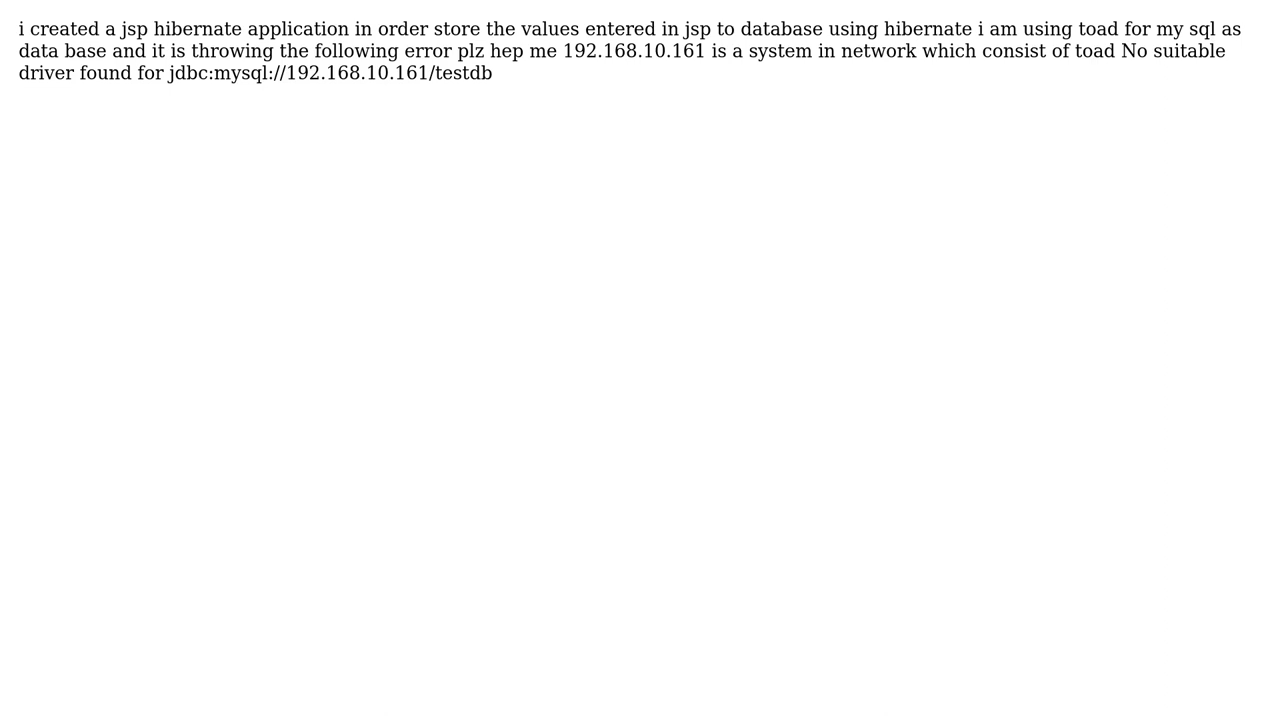 i created a jsp hibernate application in order store the values entered in jsp to database using hibernate i am using toad for my sql as
data base and it is throwing the following error plz hep me 192.168.10.161 is a system in network which consist of toad No suitable
driver found for jdbc:mysql://192.168.10.161/testdb